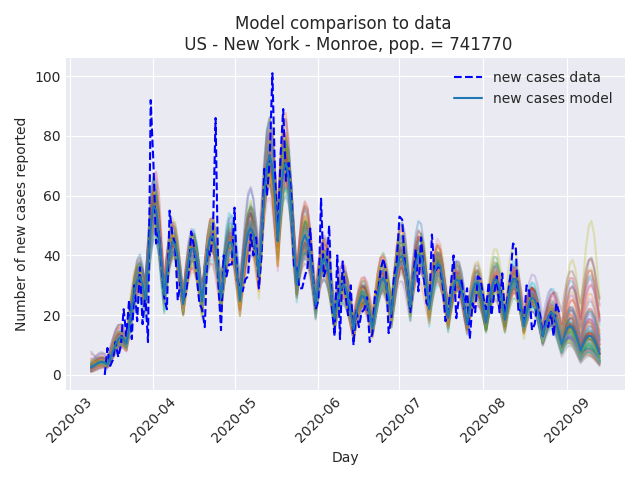 Model comparison to data
US - New York - Monroe, pop. = 741770
new cases data
new cases model
Number of new cases reported
100
80
60
40
20
0
2020-03
2020-04
2020-05
2020-06
2020-07
2020-08
2020-09
Day